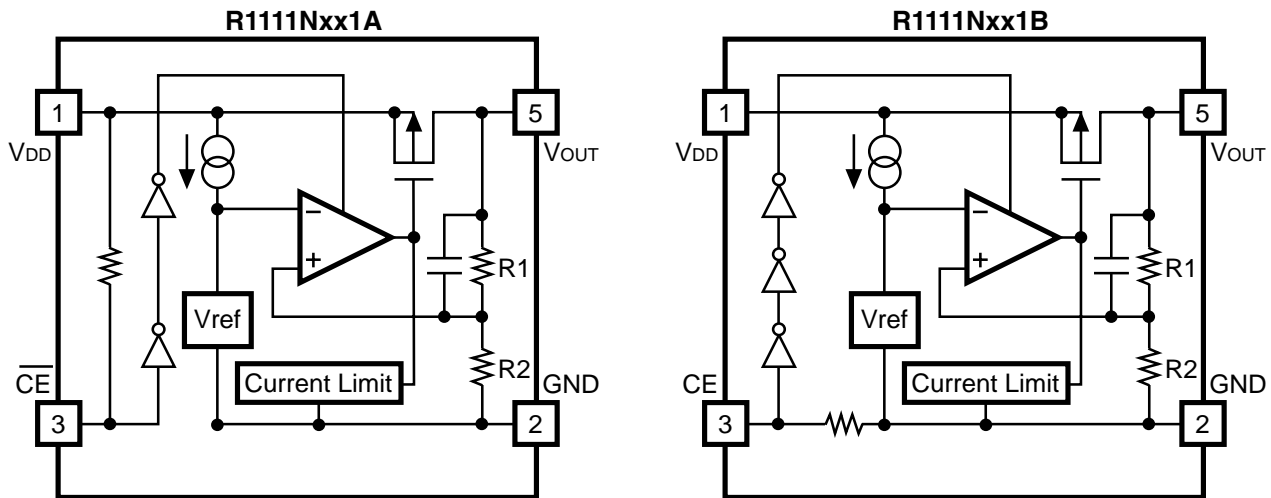 R1111Nxx1A
1
5
VDD
VOUT
−
+
R1
Vref
R2
Current Limit
CE
GND
3
2
R1111Nxx1B
1
5
VDD
VOUT
−
+
R1
Vref
R2
Current Limit
CE
GND
3
2